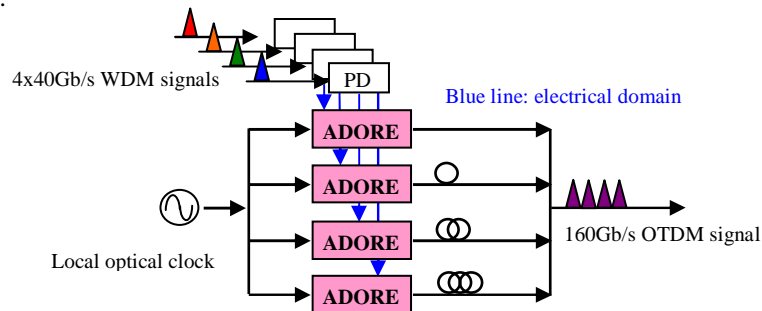 4x40Gb/s WDM signals
PD
Blue line: electrical domain
ADORE
ADORE
ADORE
ADORE
Local optical clock
160Gb/s OTDM signal